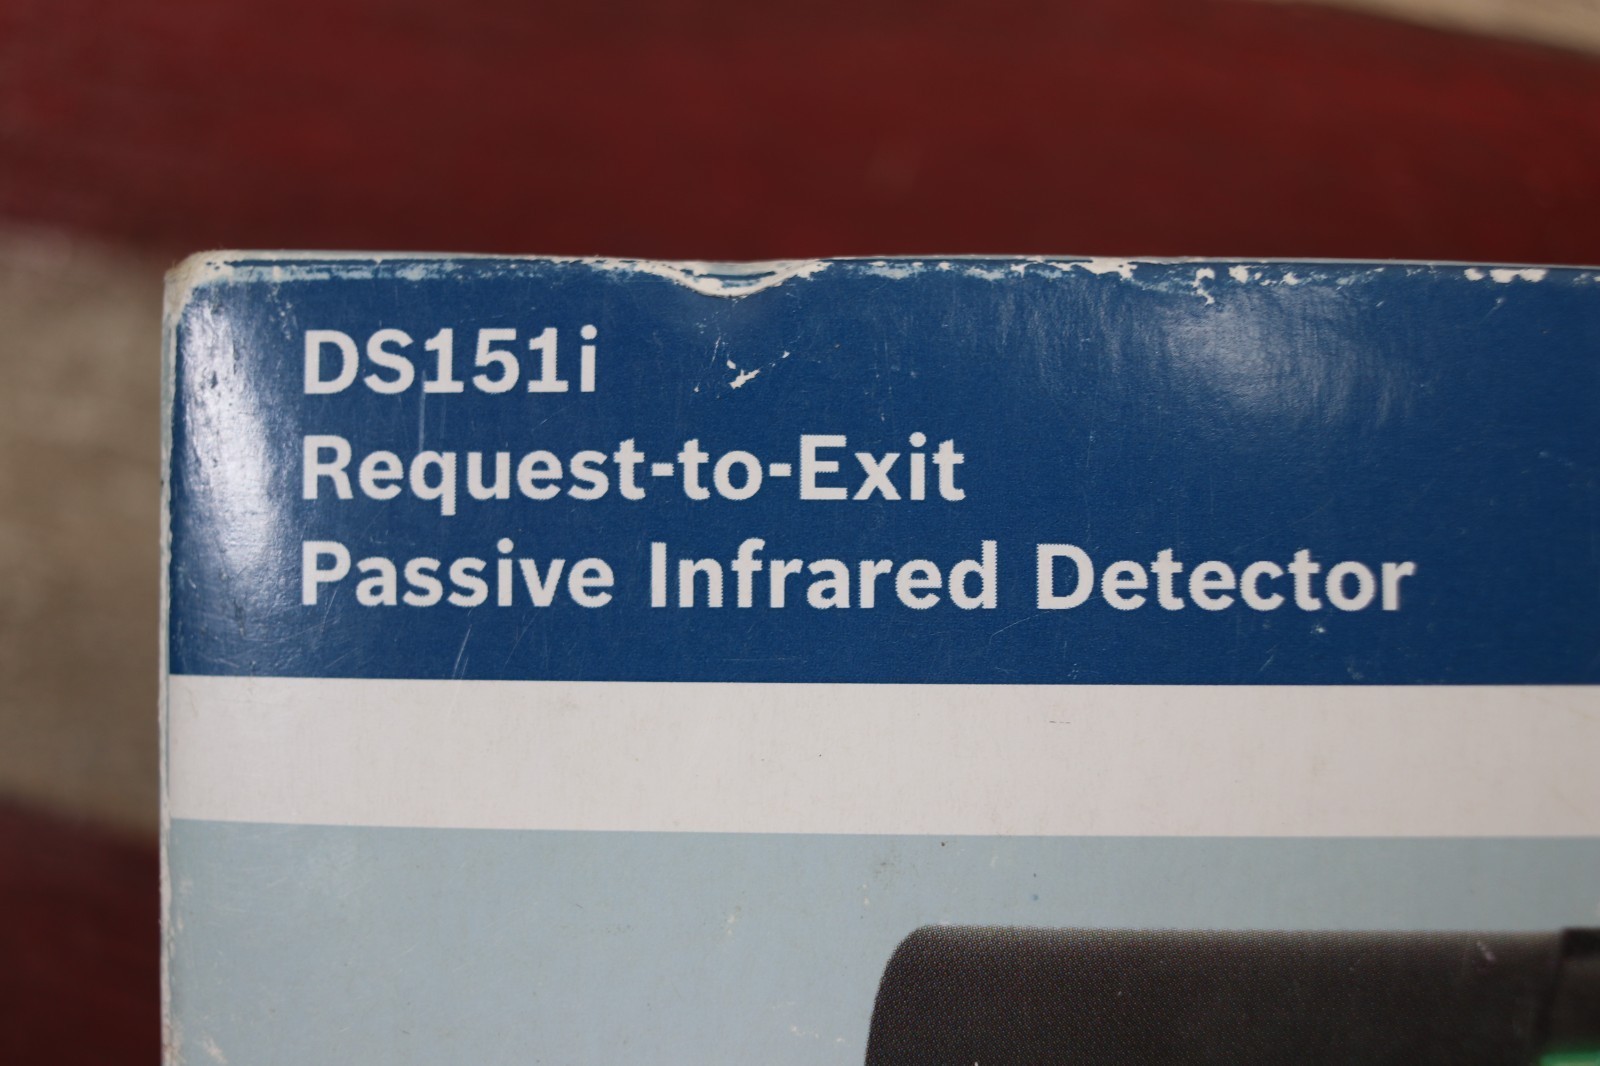 DS151i
Request-to-Exit
Passive Infrared Detector